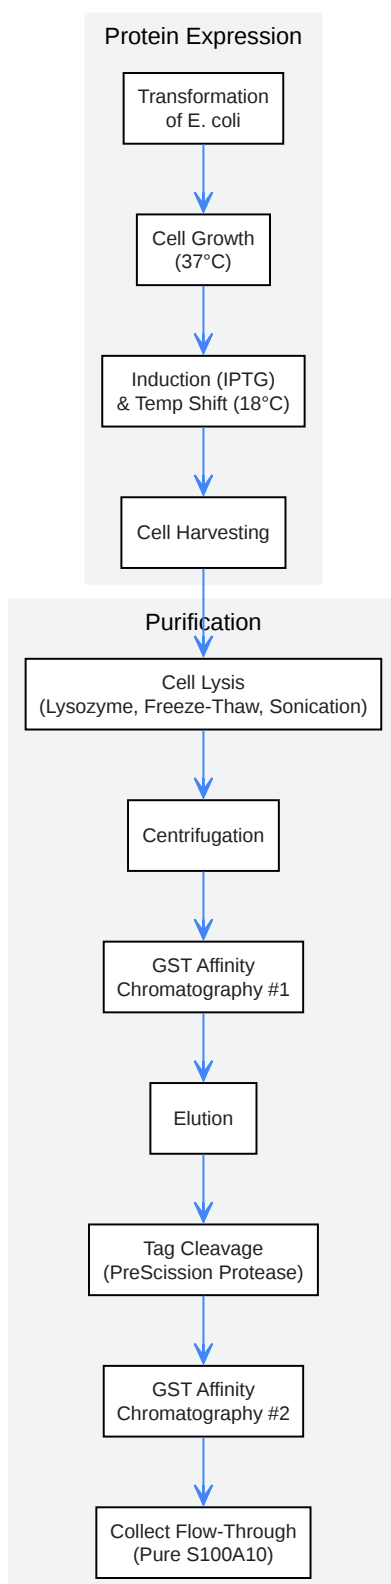 Protein Expression
Transformation
of E. coli
Cell Growth
(37°C)
Induction (IPTG)
& Temp Shift (18°C)
Cell Harvesting
Purification
Cell Lysis
(Lysozyme, Freeze-Thaw, Sonication)
Centrifugation
GST Affinity
Chromatography #1
Elution
Tag Cleavage
(PreScission Protease)
GST Affinity
Chromatography #2
Collect Flow-Through
(Pure S100A10)